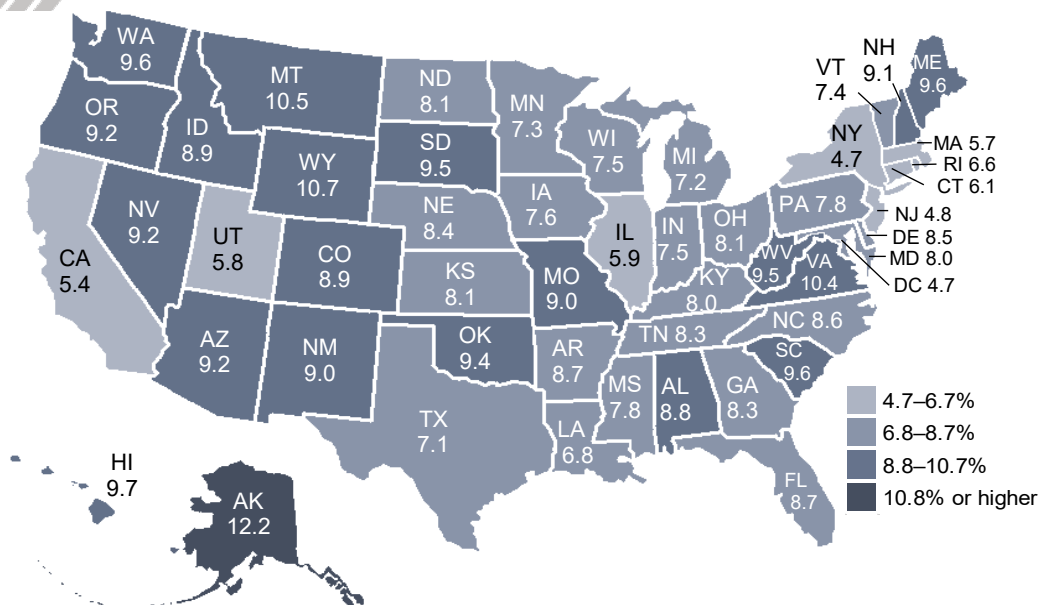 WA
9.6
OR
9.2
ID
8.9
MT
10.5
WY
10.7
NV
9.2
UT
5.8
CA
5.4
CO
8.9
AZ
9.2
NM
9.0
ND
8.1
SD
9.5
NE
8.4
KS
8.1
OK
9.4
TX
7.1
MN
7.3
IA
7.6
MO
9.0
AR
8.7
LA
6.8
WI
7.5
IL
5.9
MI
7.2
IN
7.5
OH
8.1
KY
8.0
TN 8.3
MS
7.8
AL
8.8
GA
8.3
FL
8.7
SC
9.6
NC 8.6
VA
10.4
WV
9.5
PA 7.8
NY
4.7
VT
7.4
NH
9.1
ME
9.6
MA 5.7
RI 6.6
CT 6.1
NJ 4.8
DE 8.5
MD 8.0
DC 4.7
HI
9.7
AK
12.2
4.7–6.7%
6.8–8.7%
8.8–10.7%
10.8% or higher